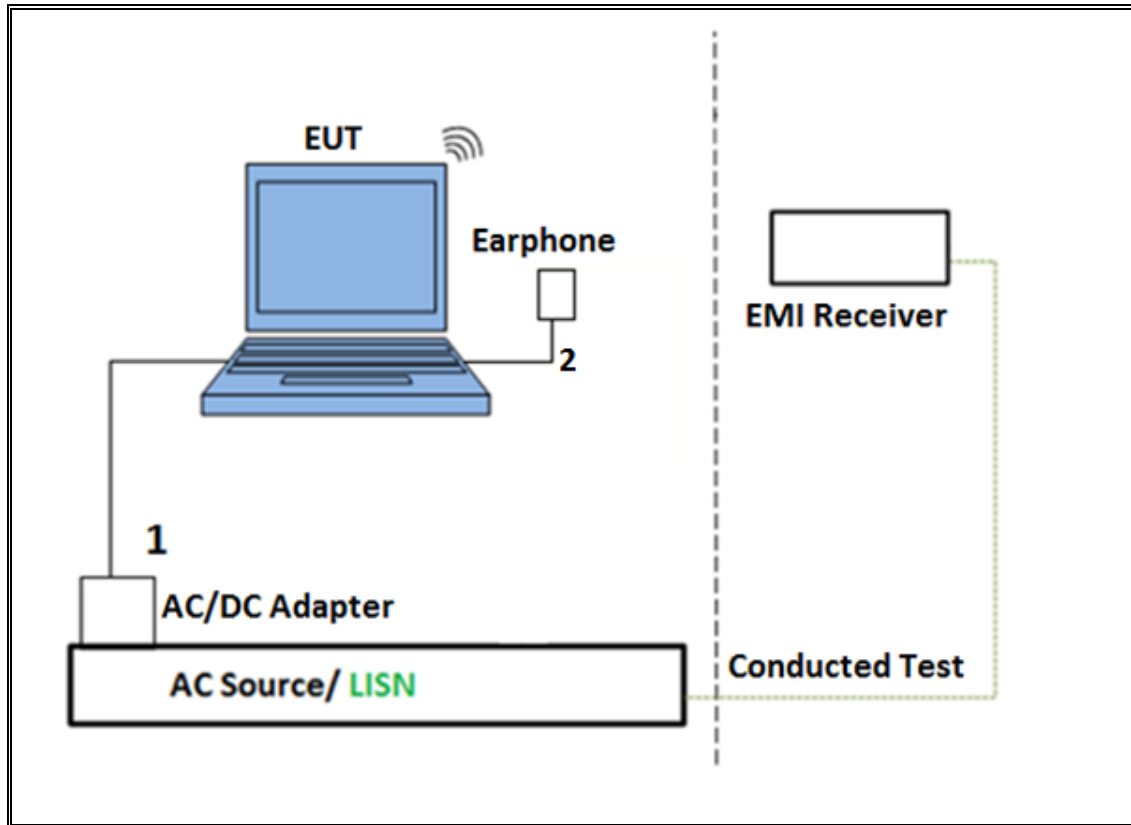 EUT
Earphone
2
EMI Receiver
1
AC/DC Adapter
AC Source/ LISN
Conducted Test